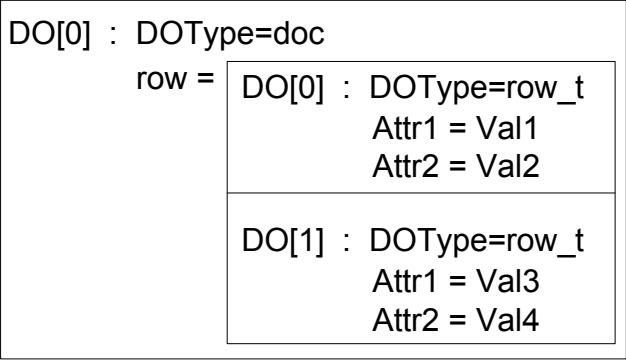 DO[0] : DOType=doc
row =
DO[0] : DOType=row_t
Attr1 = Val1
Attr2 = Val2
DO[1] : DOType=row_t
Attr1 = Val3
Attr2 = Val4